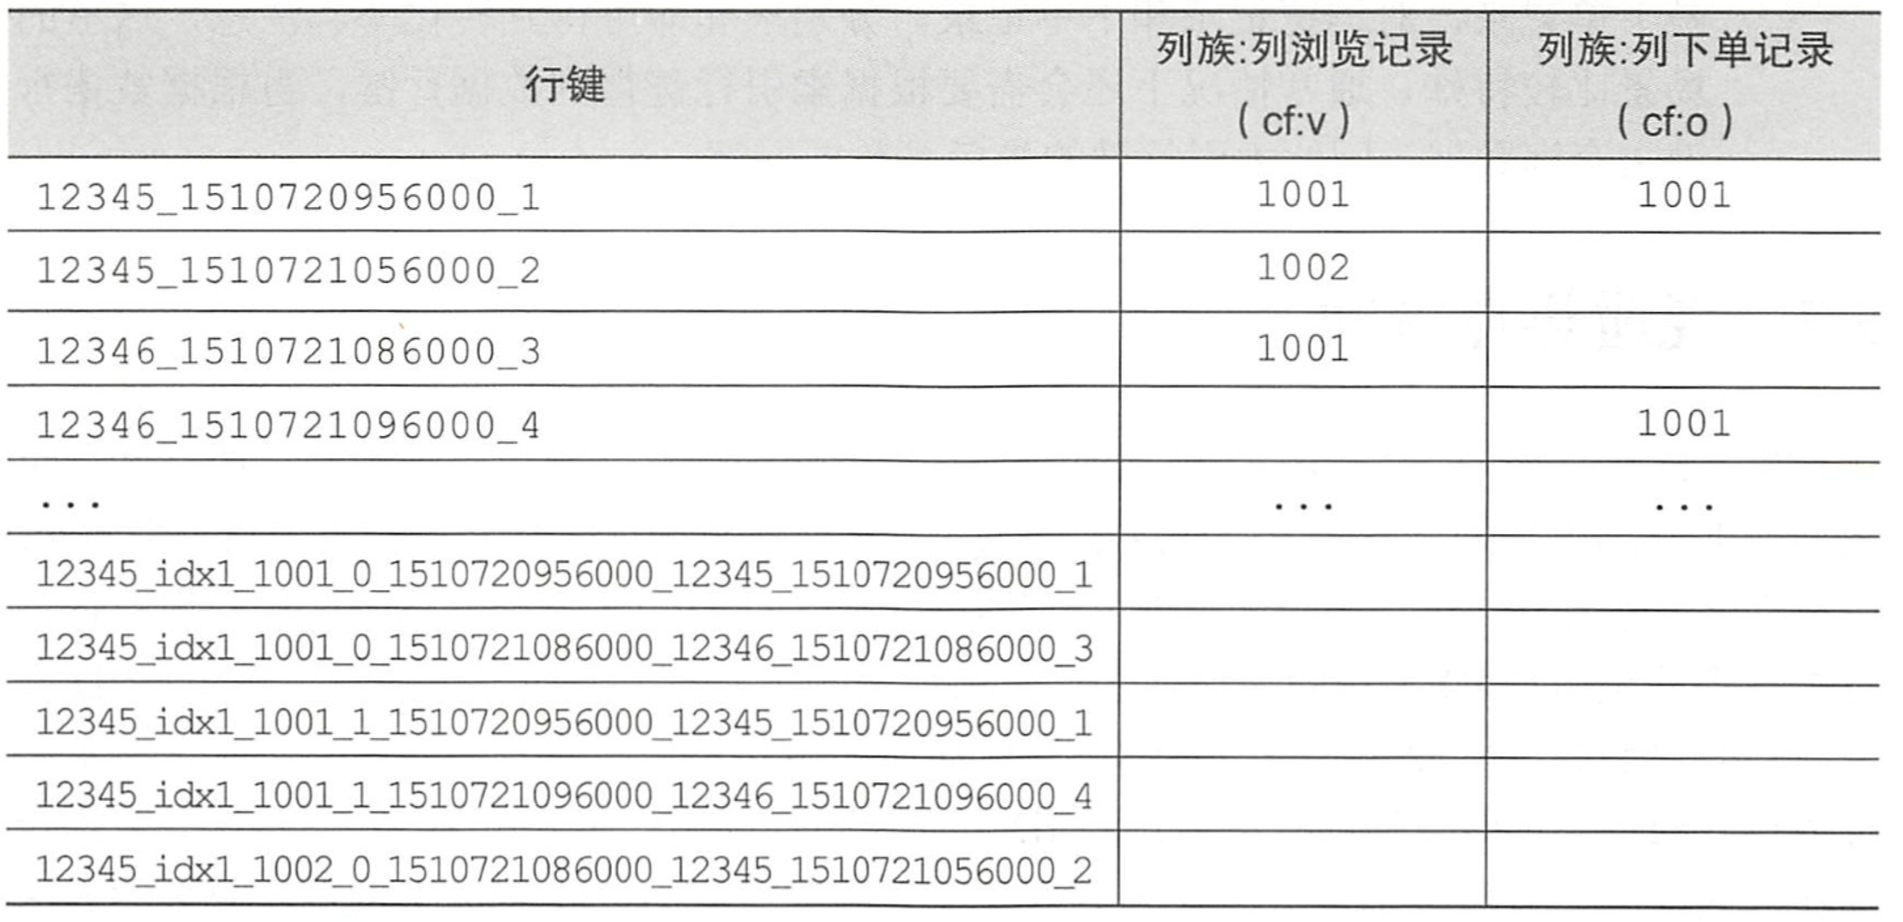 行键 列族:列浏览记录 (cf:v) 列族:列下单记录 (cf:o)
12345_1510720956000_1 1001 1001
12345_1510721056000_2 1002
12346_1510721086000_3 1001
12346_1510721096000_4 1001
... ... ...
12345_idx1_1001_0_1510720956000_12345_1510720956000_1
12345_idx1_1001_0_1510721086000_12346_1510721086000_3
12345_idx1_1001_1_1510720956000_12345_1510720956000_1
12345_idx1_1001_1_1510721096000_12346_1510721096000_4
12345_idx1_1002_0_1510721086000_12345_1510721056000_2